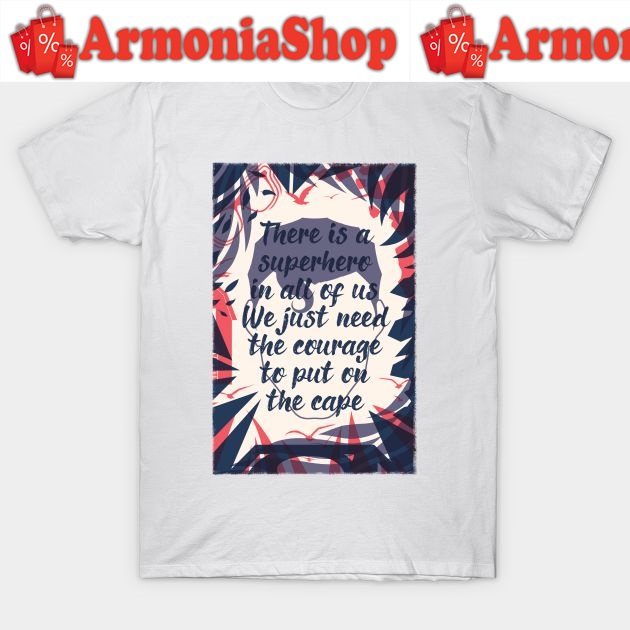 ArmoniaShop
Armon
There is a
superhero
in all of us
We just need
the courage
to put on
the cape